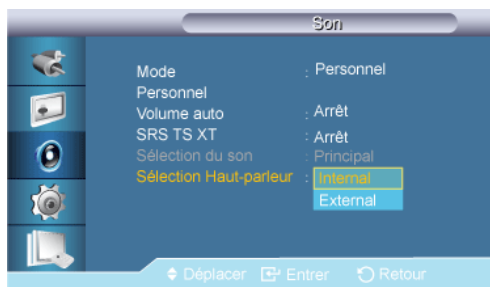 Son
Mode : Personnel
Personnel
Volume auto : Arrêt
SRS TS XT : Arrêt
Sélection du son : Principal
Sélection Haut-parleur : Internal
External
Déplacer Entrer Retour